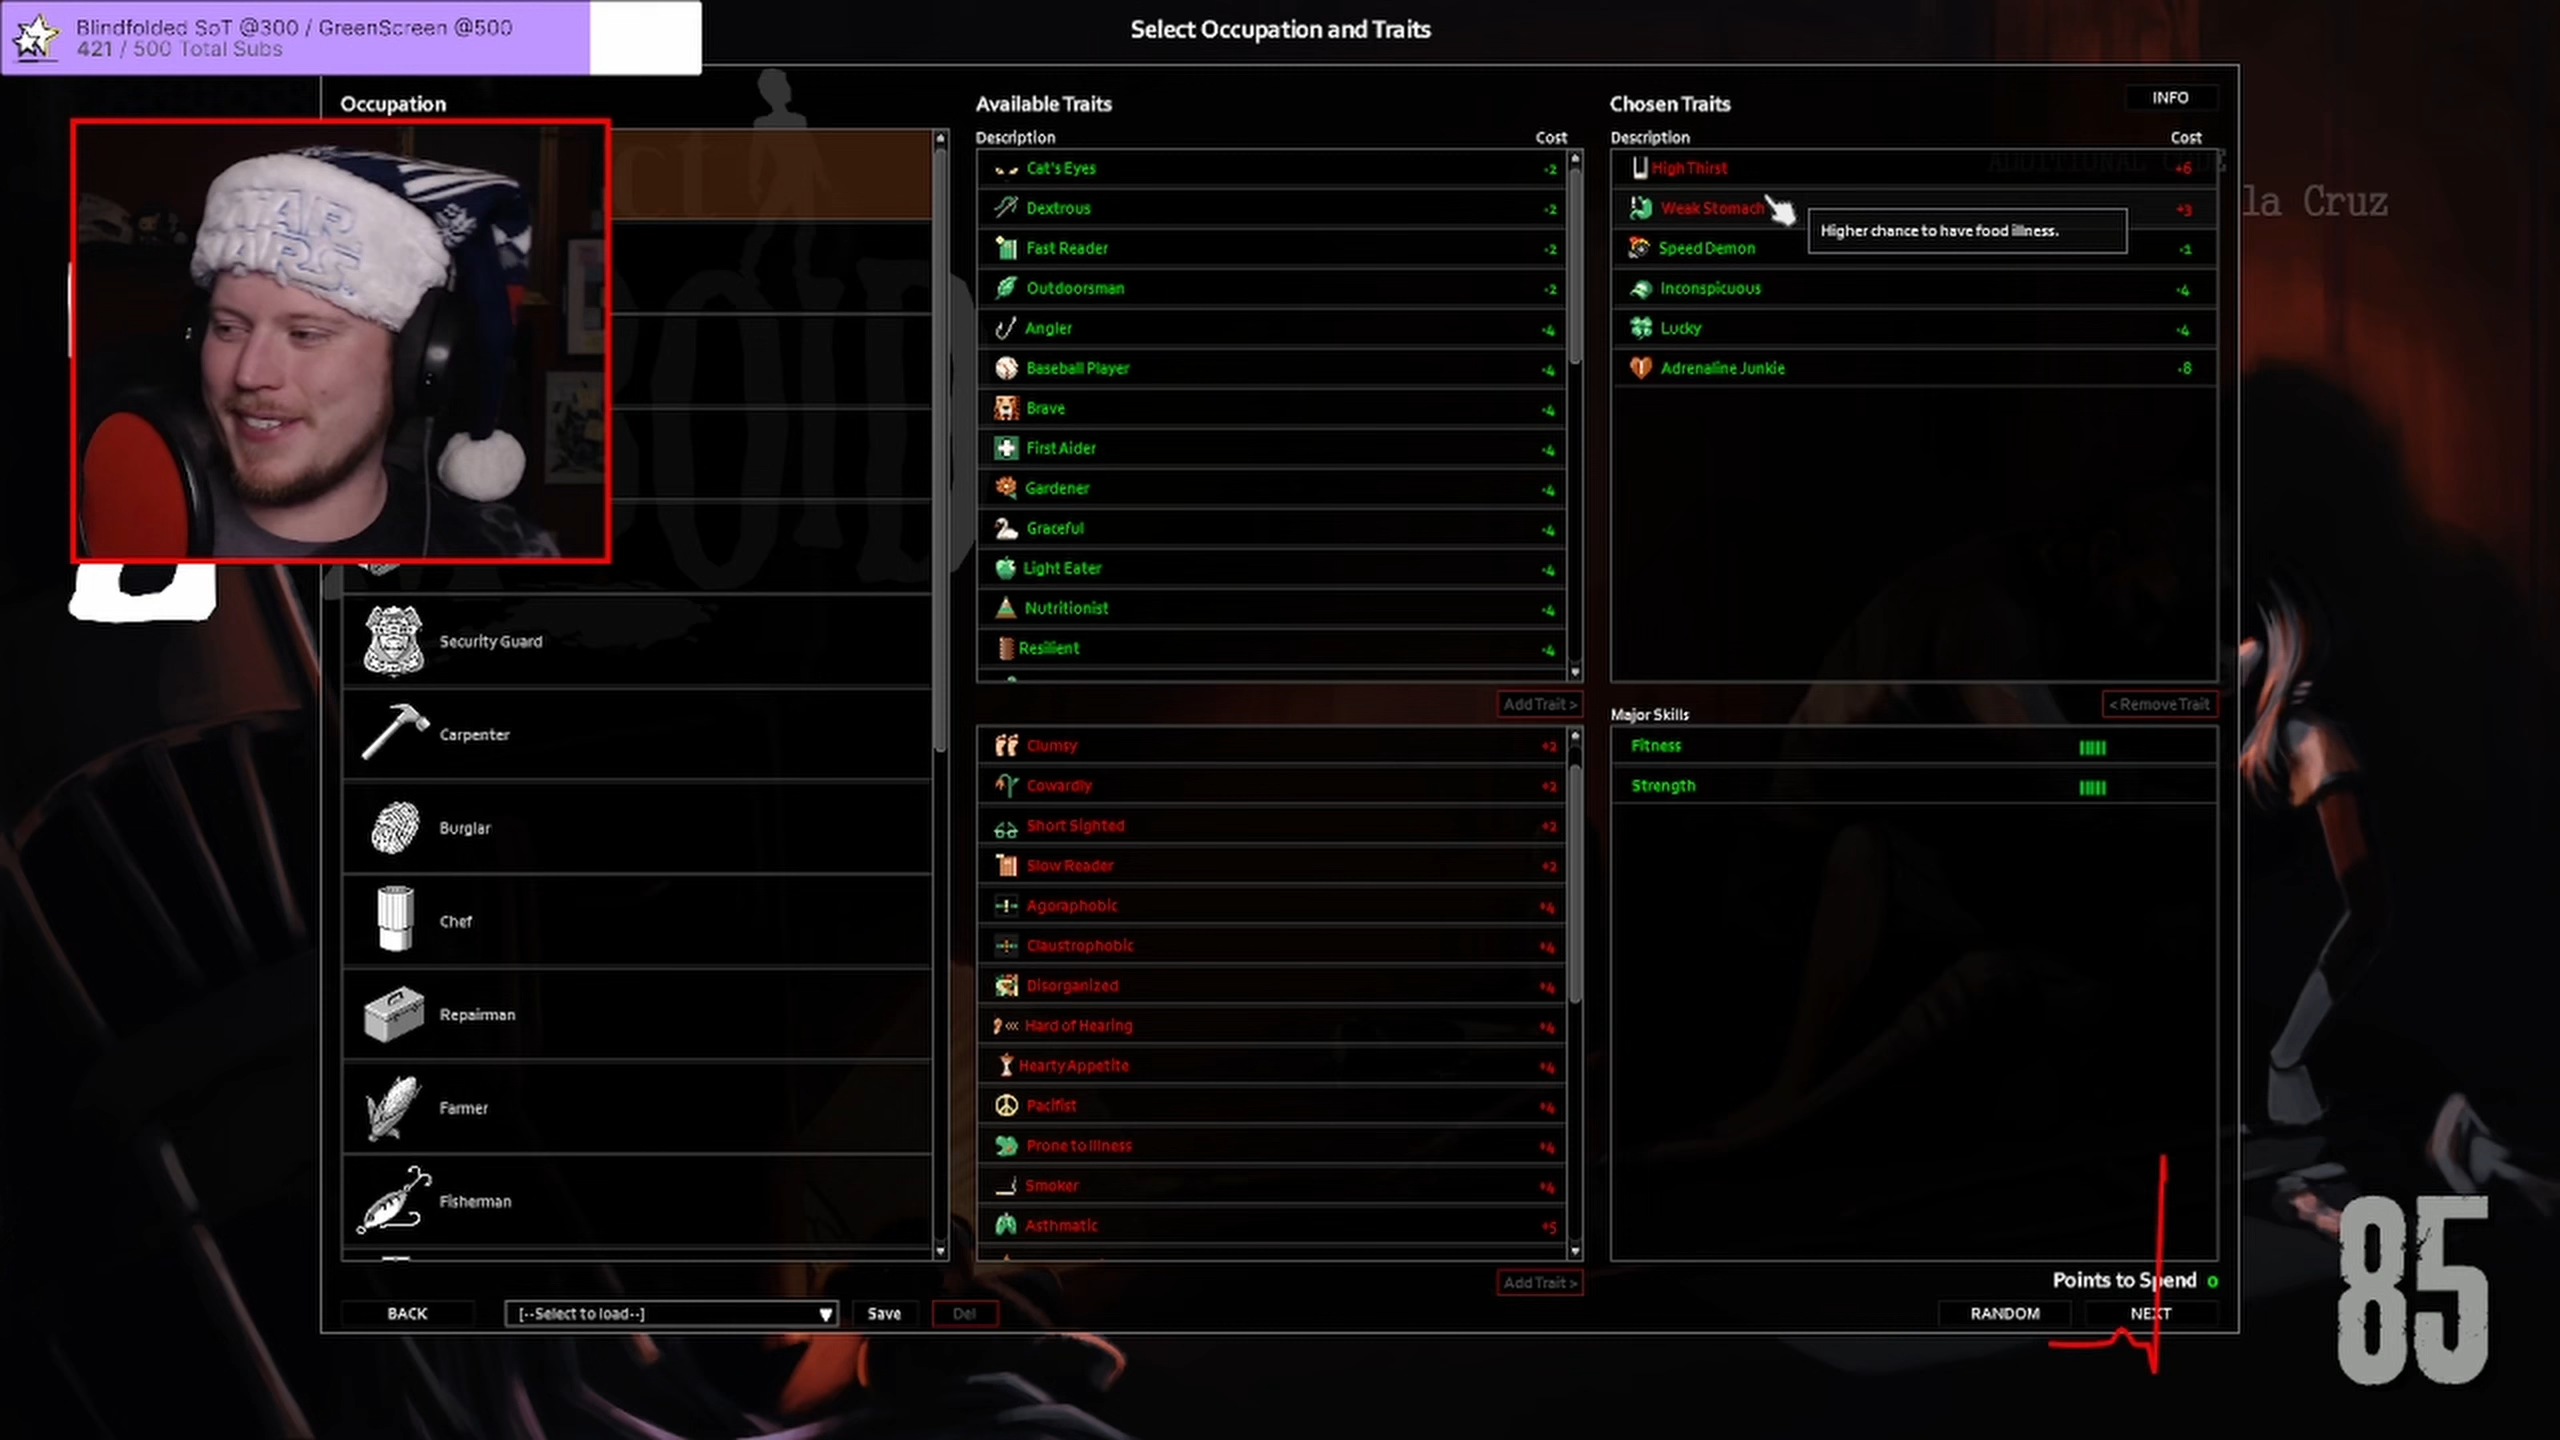 Blindfolded SoT @300 / GreenScreen @500
421 / 500 Total Subs
Select Occupation and Traits
Occupation
Available Traits
Chosen Traits
INFO
Description Cost
Description Cost
STAR
WARS
Cat's Eyes -2
Dextrous -2
Fast Reader -2
Outdoorsman -2
Angler -4
Baseball Player -4
Brave -4
First Aider -4
Gardener -4
Graceful -4
Light Eater -4
Nutritionist -4
Resilient -4
Add Trait >
High Thirst +6
Weak Stomach +3
Higher chance to have food illness.
Speed Demon -1
Inconspicuous -4
Lucky -4
Adrenaline Junkie -8
ADDITIONAL
la Cruz
< Remove Trait
Security Guard
Carpenter
Burglar
Chef
Repairman
Farmer
Fisherman
Clumsy +2
Cowardly +2
Short Sighted +2
Slow Reader +2
Agoraphobic +4
Claustrophobic +4
Disorganized +4
Hard of Hearing +4
Hearty Appetite +4
Pacifist +4
Prone to Illness +4
Smoker +4
Asthmatic +5
Add Trait >
Major Skills
Fitness
Strength
Points to Spend 0
BACK
[--Select to load--]
Save
Del
RANDOM
NEXT
85